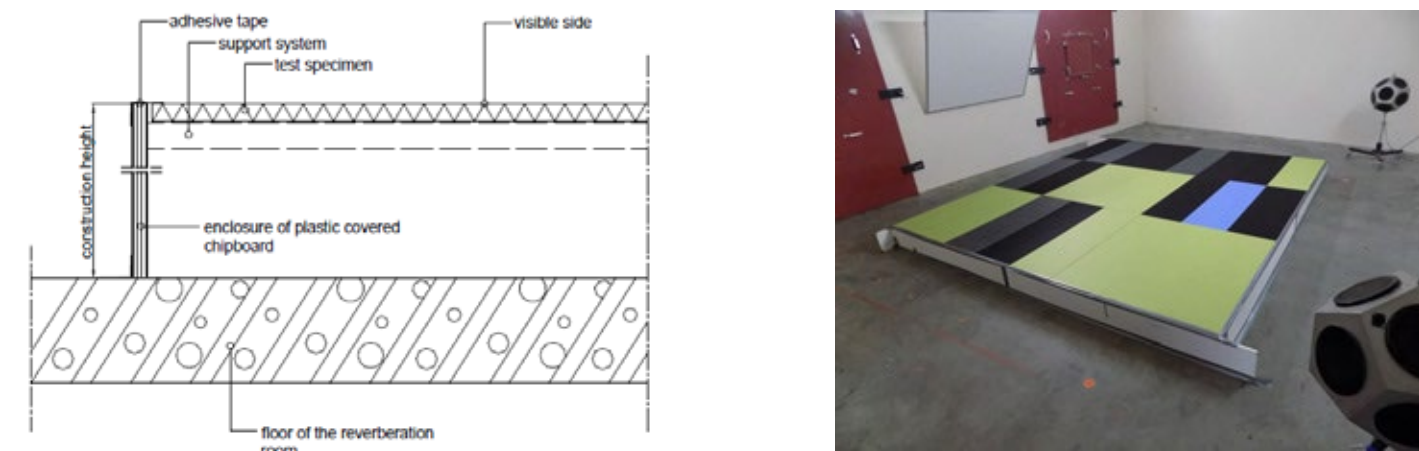 adhesive tape
support system
test specimen
visible side
construction height
enclosure of plastic covered
chipboard
floor of the reverberation
room